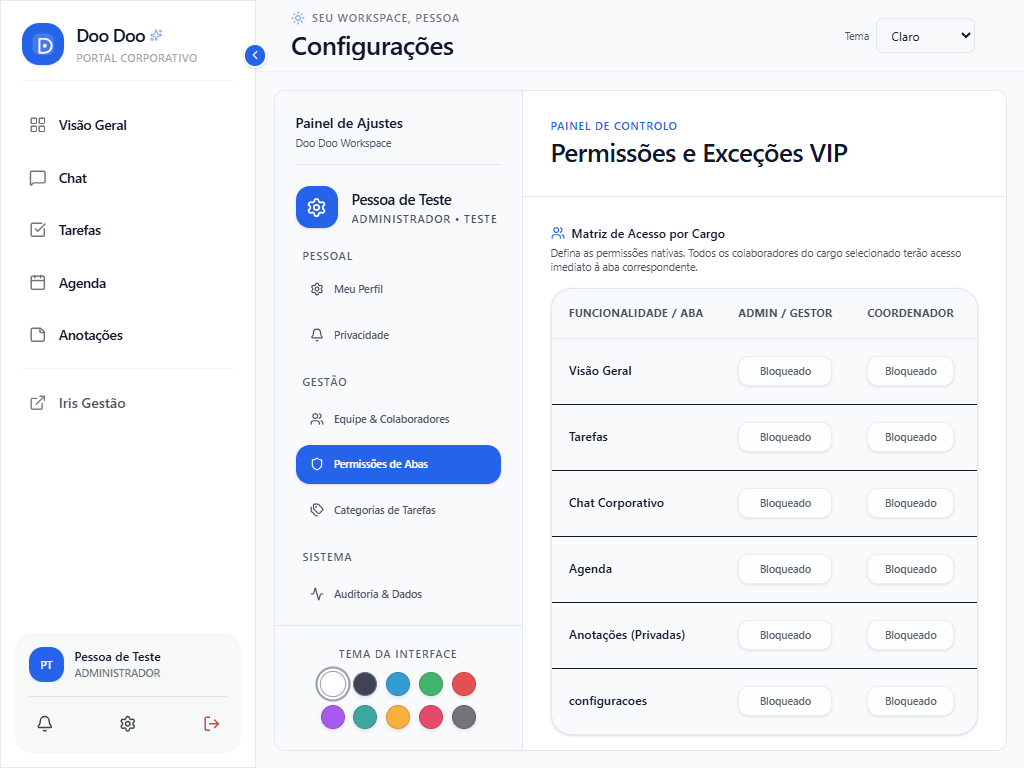 Doo Doo
PORTAL CORPORATIVO
Visão Geral
Chat
Tarefas
Agenda
Anotações
Iris Gestão
PT
Pessoa de Teste
ADMINISTRADOR
SEU WORKSPACE, PESSOA
Configurações
Tema
Claro
Painel de Ajustes
Doo Doo Workspace
Pessoa de Teste
ADMINISTRADOR • TESTE
PESSOAL
Meu Perfil
Privacidade
GESTÃO
Equipe & Colaboradores
Permissões de Abas
Categorias de Tarefas
SISTEMA
Auditoria & Dados
TEMA DA INTERFACE
PAINEL DE CONTROLO
Permissões e Exceções VIP
Matriz de Acesso por Cargo
Defina as permissões nativas. Todos os colaboradores do cargo selecionado terão acesso
imediato à aba correspondente.
FUNCIONALIDADE / ABA ADMIN / GESTOR COORDENADOR
Visão Geral Bloqueado Bloqueado
Tarefas Bloqueado Bloqueado
Chat Corporativo Bloqueado Bloqueado
Agenda Bloqueado Bloqueado
Anotações (Privadas) Bloqueado Bloqueado
configuracoes Bloqueado Bloqueado